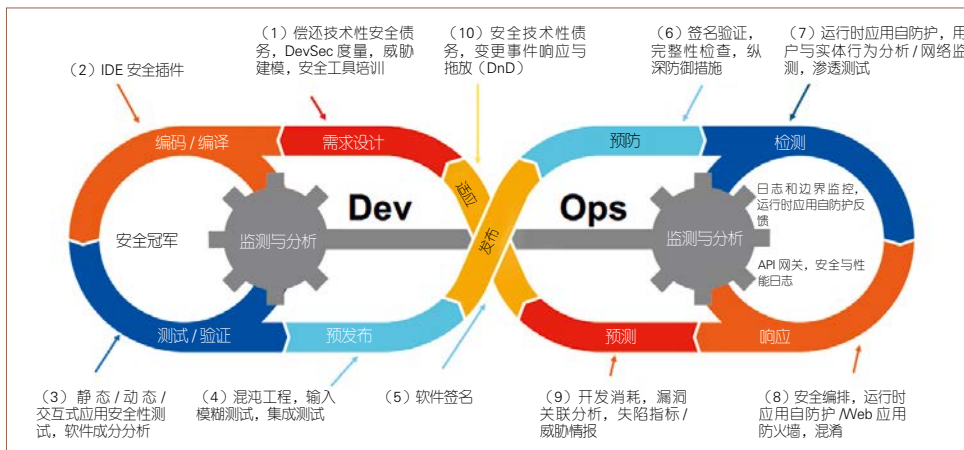 （1）偿还技术性安全债
务，DevSec 度量，威胁
建模，安全工具培训
（10）安全技术性债
务，变更事件响应与
拖放（DnD）
（6）签名验证，
完整性检查，纵
深防御措施
（7）运行时应用自防护，用
户与实体行为分析 / 网络监
测，渗透测试
（2）IDE 安全插件
编码 / 编译
需求设计
预防
检测
适应
Dev
Ops
发布
日志和边界监控，
运行时应用自防护反
馈
安全冠军
监测与分析
监测与分析
API 网关，安全与性
能日志
测试 / 验证
预发布
预测
响应
（3）静 态 / 动 态 /
交互式应用安全性测
试，软件成分分析
（4）混沌工程，输入
模糊测试，集成测试
（5）软件签名
（9）开发消耗，漏洞
关联分析，失陷指标 /
威胁情报
（8）安全编排，运行时
应用自防护 /Web 应用
防火墙，混淆